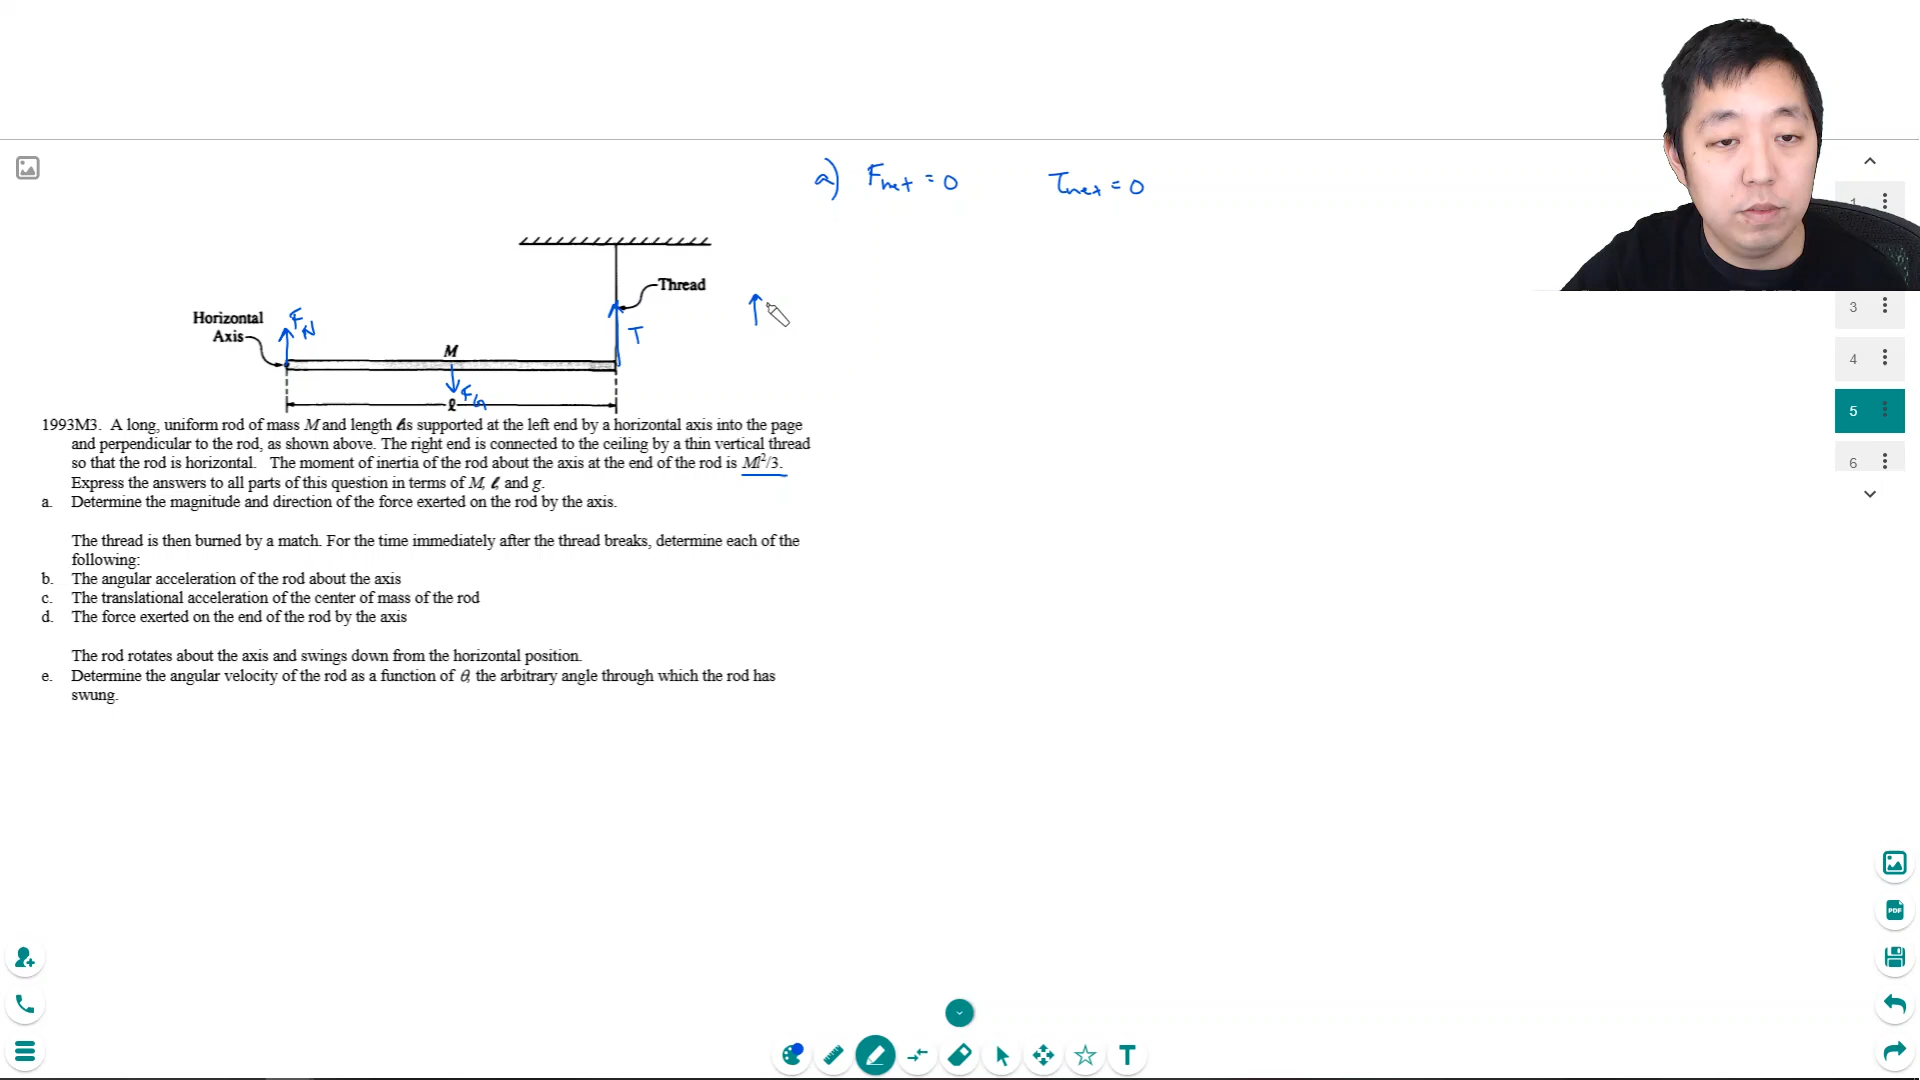 a) Fnet = 0 τnet = 0
Thread
Horizontal
Axis
FN
T
M
FG
ℓ
1993M3. A long, uniform rod of mass M and length ℓ is supported at the left end by a horizontal axis into the page
and perpendicular to the rod, as shown above. The right end is connected to the ceiling by a thin vertical thread
so that the rod is horizontal. The moment of inertia of the rod about the axis at the end of the rod is Ml²/3.
Express the answers to all parts of this question in terms of M, ℓ, and g.
a. Determine the magnitude and direction of the force exerted on the rod by the axis.
The thread is then burned by a match. For the time immediately after the thread breaks, determine each of the
following:
b. The angular acceleration of the rod about the axis
c. The translational acceleration of the center of mass of the rod
d. The force exerted on the end of the rod by the axis
The rod rotates about the axis and swings down from the horizontal position.
e. Determine the angular velocity of the rod as a function of θ, the arbitrary angle through which the rod has
swung.
1
3
4
5
6
PDF
T